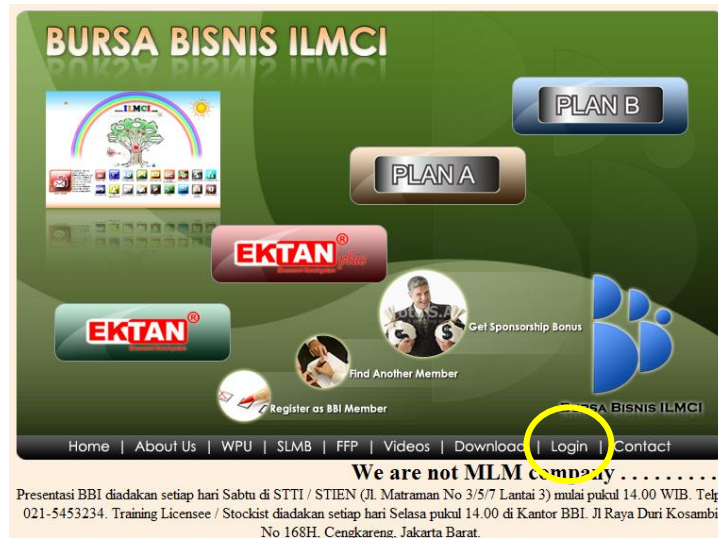 BURSA BISNIS ILMCI
www.ILMCI.com
PLAN B
PLAN A
EKTAN® plus
EKTAN®
Get Sponsorship Bonus
Find Another Member
Register as BBI Member
BURSA BISNIS ILMCI
Home | About Us | WPU | SLMB | FFP | Videos | Download | Login | Contact
We are not MLM company . . . . . . . . .
Presentasi BBI diadakan setiap hari Sabtu di STTI / STIEN (Jl. Matraman No 3/5/7 Lantai 3) mulai pukul 14.00 WIB. Telp
021-5453234. Training Licensee / Stockist diadakan setiap hari Selasa pukul 14.00 di Kantor BBI. Jl Raya Duri Kosambi
No 168H, Cengkareng, Jakarta Barat.